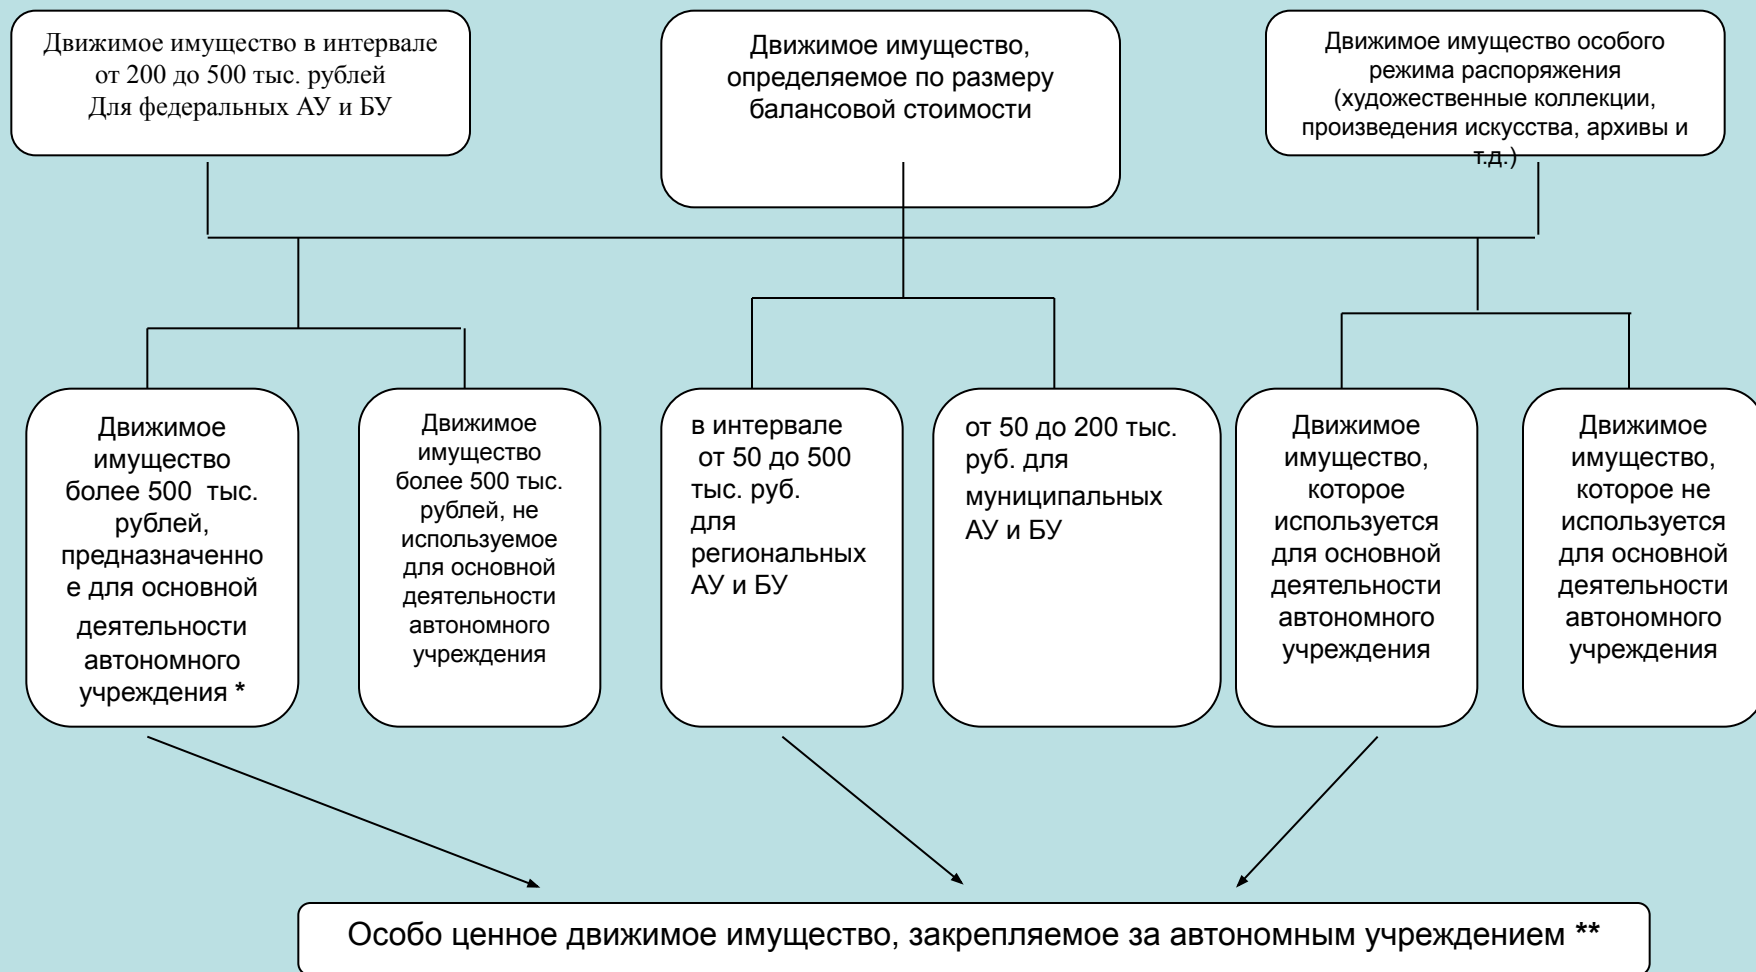 Движимое имущество в интервале
от 200 до 500 тыс. рублей
Для федеральных АУ и БУ
Движимое имущество,
определяемое по размеру
балансовой стоимости
Движимое имущество особого
режима распоряжения
(художественные коллекции,
произведения искусства, архивы и
т.д.)
Движимое
имущество
более 500 тыс.
рублей,
предназначенно
е для основной
деятельности
автономного
учреждения *
Движимое
имущество
более 500 тыс.
рублей, не
используемое
для основной
деятельности
автономного
учреждения
в интервале
от 50 до 500
тыс. руб.
для
региональных
АУ и БУ
от 50 до 200 тыс.
руб. для
муниципальных
АУ и БУ
Движимое
имущество,
которое
используется
для основной
деятельности
автономного
учреждения
Движимое
имущество,
которое не
используется
для основной
деятельности
автономного
учреждения
Особо ценное движимое имущество, закрепляемое за автономным учреждением **